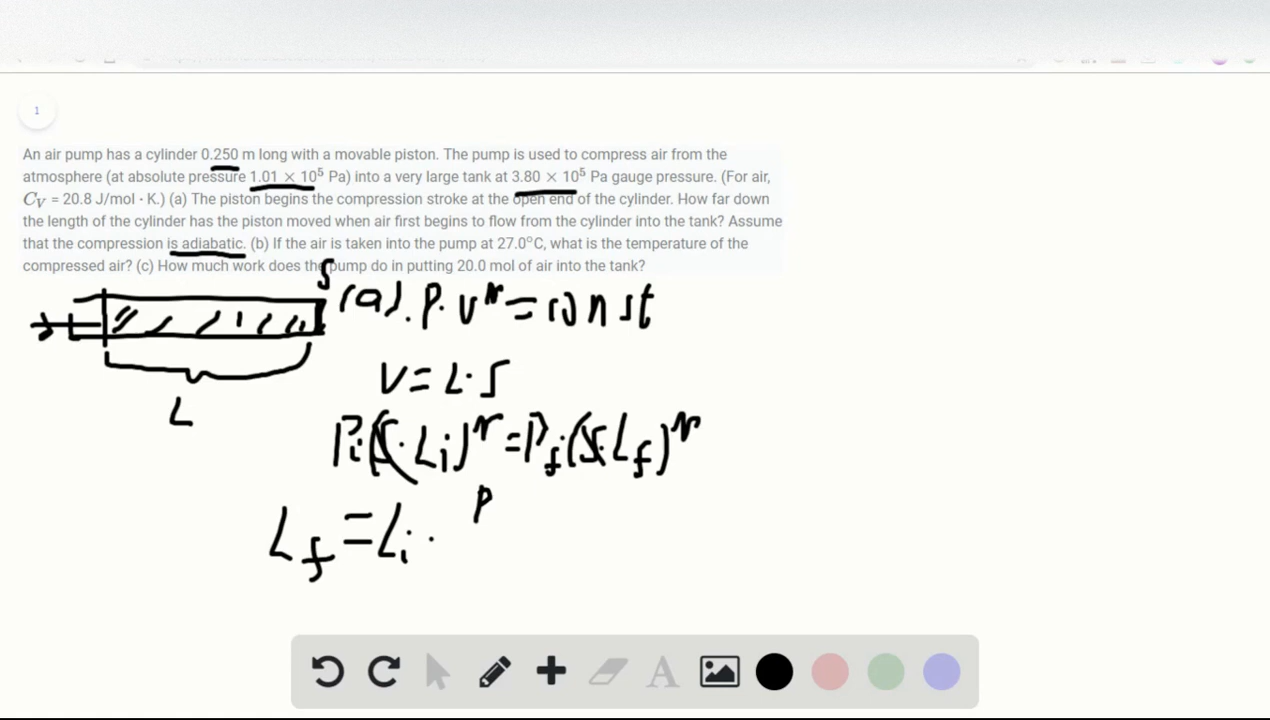 1
An air pump has a cylinder 0.250 m long with a movable piston. The pump is used to compress air from the
atmosphere (at absolute pressure 1.01 × 10⁵ Pa) into a very large tank at 3.80 × 10⁵ Pa gauge pressure. (For air,
C_V = 20.8 J/mol · K.) (a) The piston begins the compression stroke at the open end of the cylinder. How far down
the length of the cylinder has the piston moved when air first begins to flow from the cylinder into the tank? Assume
that the compression is adiabatic. (b) If the air is taken into the pump at 27.0°C, what is the temperature of the
compressed air? (c) How much work does the pump do in putting 20.0 mol of air into the tank?
S
(a). P. V^r = const
L
V = L·S
P_i(S·L_i)^r = P_f(S·L_f)^r
L_f = L_i · P
A